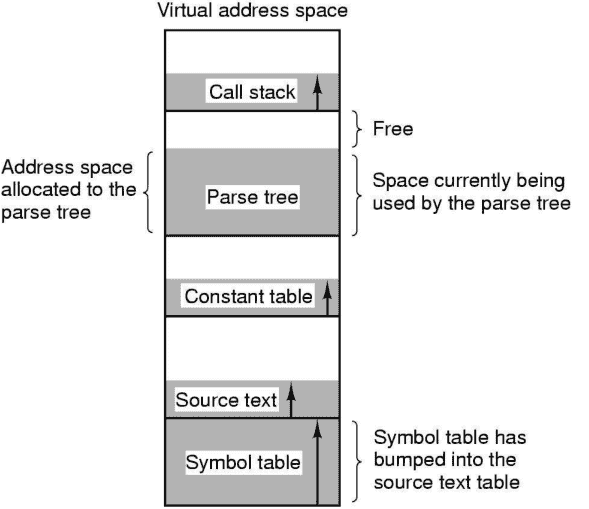 Virtual address space
Call stack
Free
Address space
allocated to the
parse tree
Parse tree
Space currently being
used by the parse tree
Constant table
Source text
Symbol table
Symbol table has
bumped into the
source text table